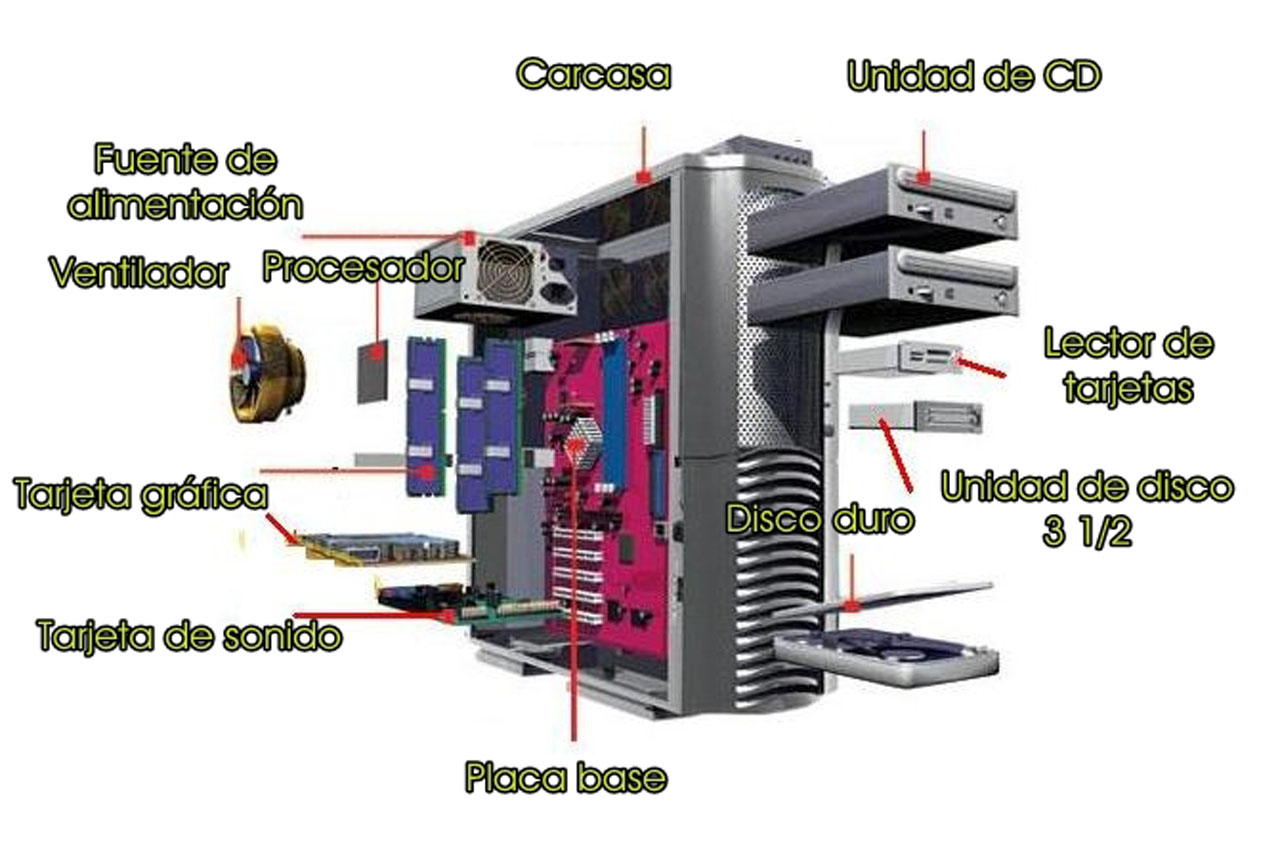 Carcasa
Unidad de CD
Fuente de
alimentación
Ventilador
Procesador
Lector de
tarjetas
Tarjeta gráfica
Unidad de disco
3 1/2
Disco duro
Tarjeta de sonido
Placa base